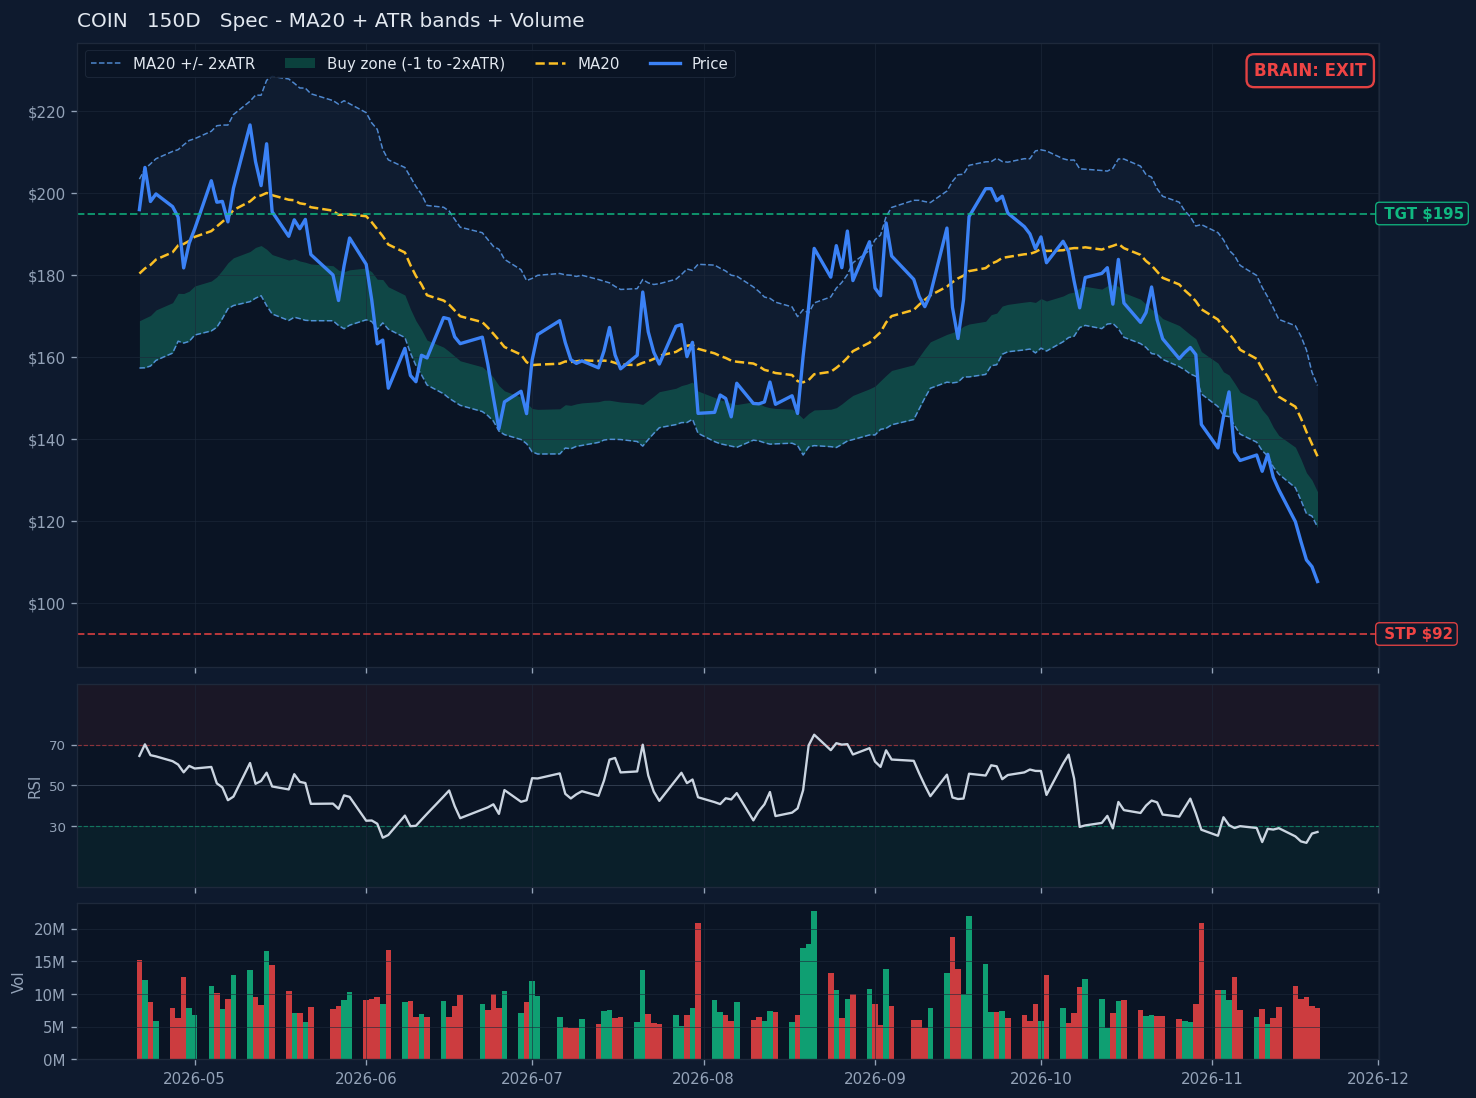 COIN   150D   Spec - MA20 + ATR bands + Volume
MA20 +/- 2xATR
Buy zone (-1 to -2xATR)
MA20
Price
BRAIN: EXIT
$220
$200
TGT $195
$180
$160
$140
$120
$100
STP $92
RSI
70
50
30
Vol
20M
15M
10M
5M
0M
2026-05
2026-06
2026-07
2026-08
2026-09
2026-10
2026-11
2026-12